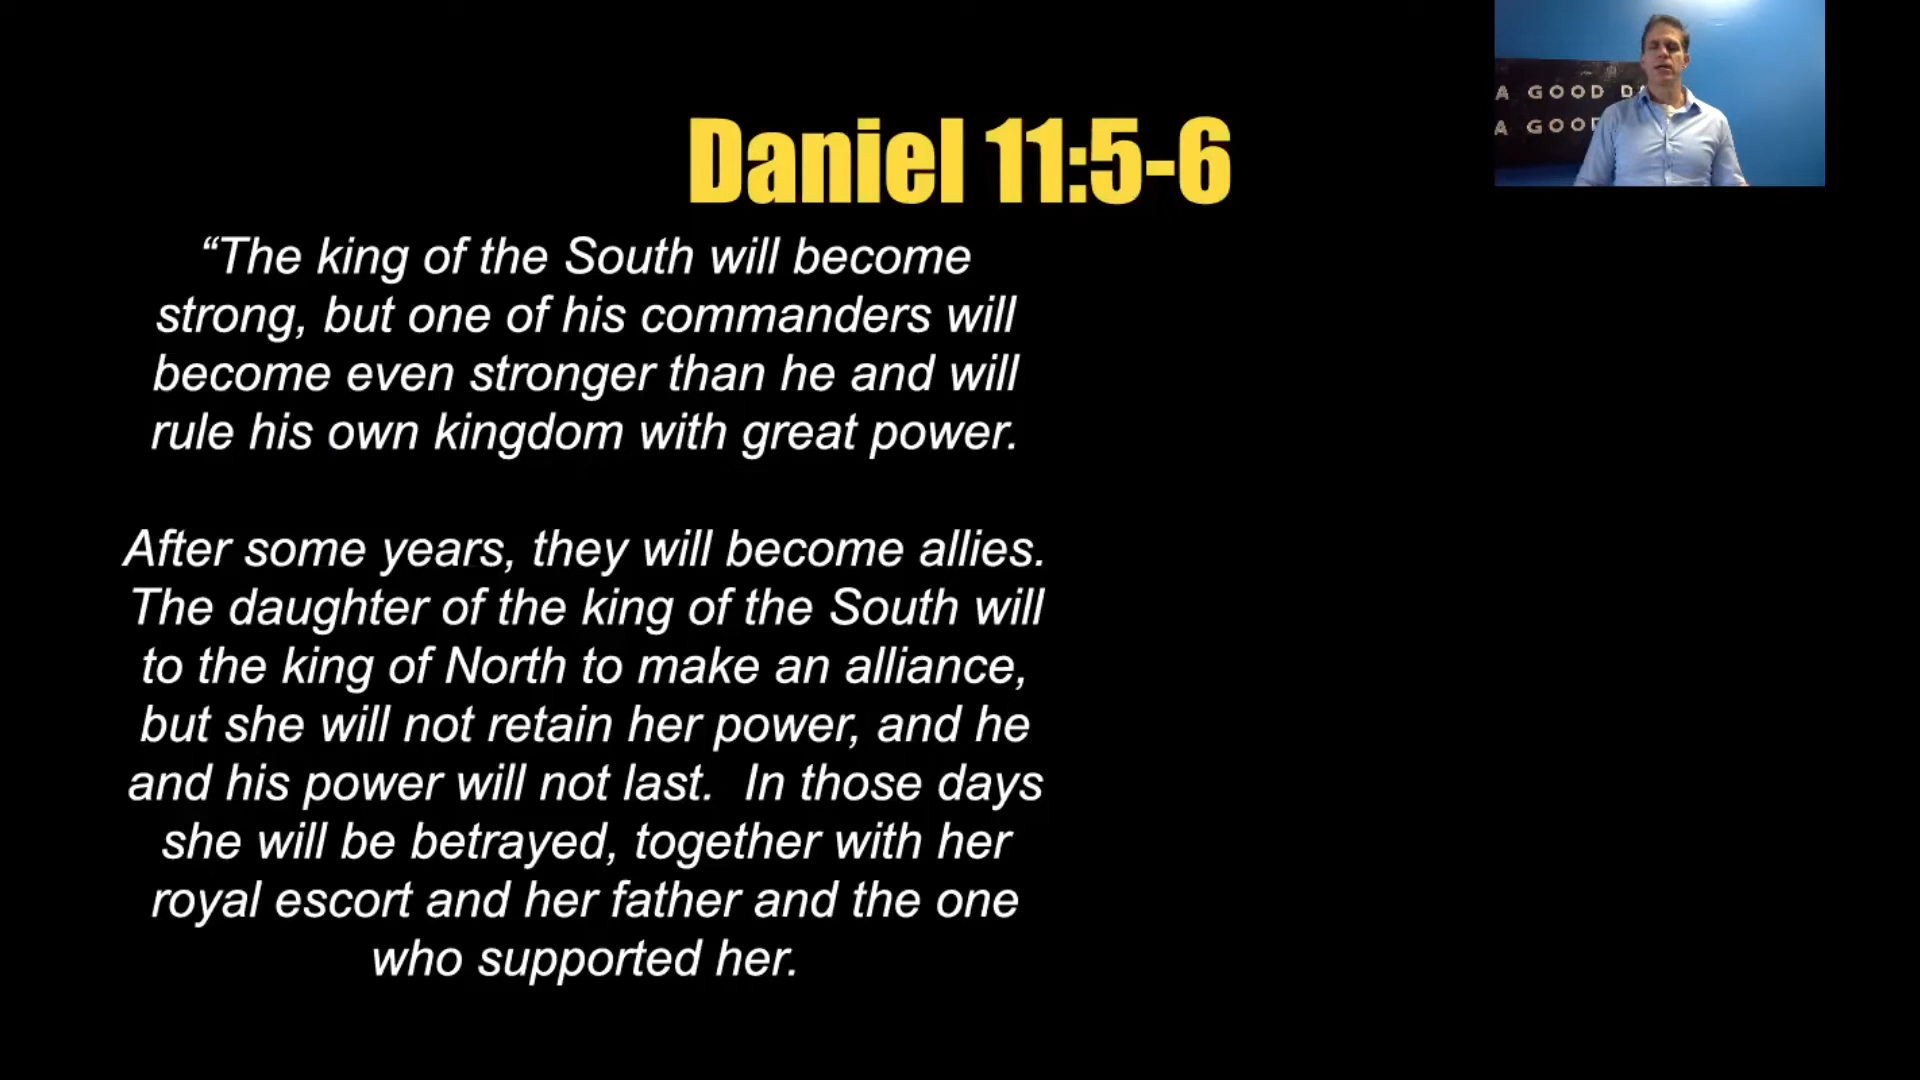 Daniel 11:5-6
“The king of the South will become
strong, but one of his commanders will
become even stronger than he and will
rule his own kingdom with great power.
After some years, they will become allies.
The daughter of the king of the South will
to the king of North to make an alliance,
but she will not retain her power, and he
and his power will not last.  In those days
she will be betrayed, together with her
royal escort and her father and the one
who supported her.
A GOOD
A GOOD